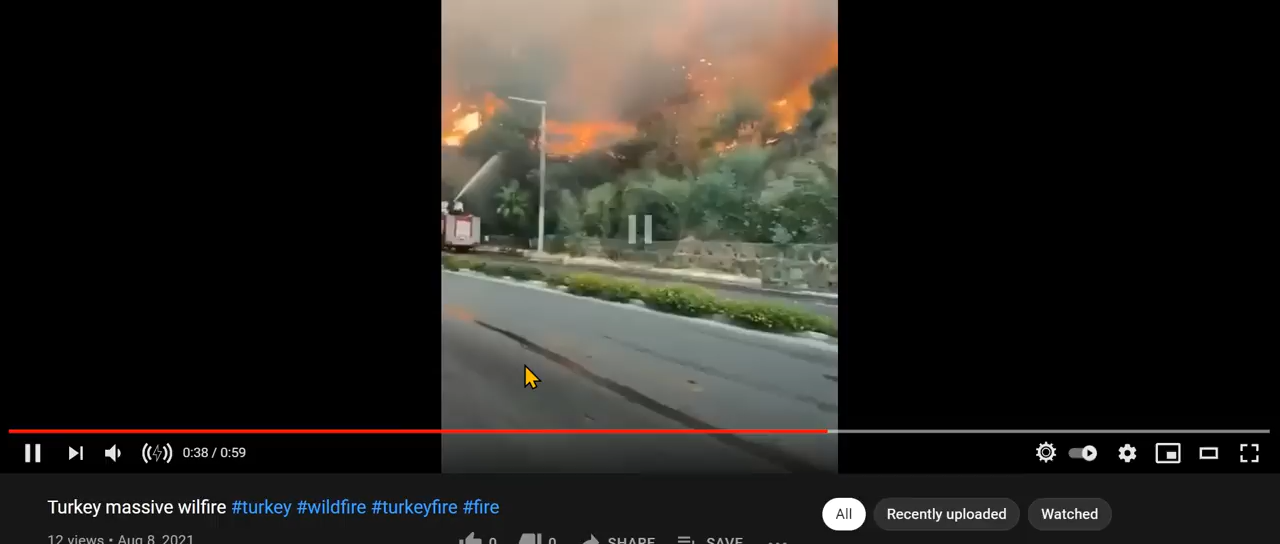 0:38 / 0:59
Turkey massive wilfire #turkey #wildfire #turkeyfire #fire
All
Recently uploaded
Watched
12 views • Aug 8, 2021
0
0
SHARE
SAVE